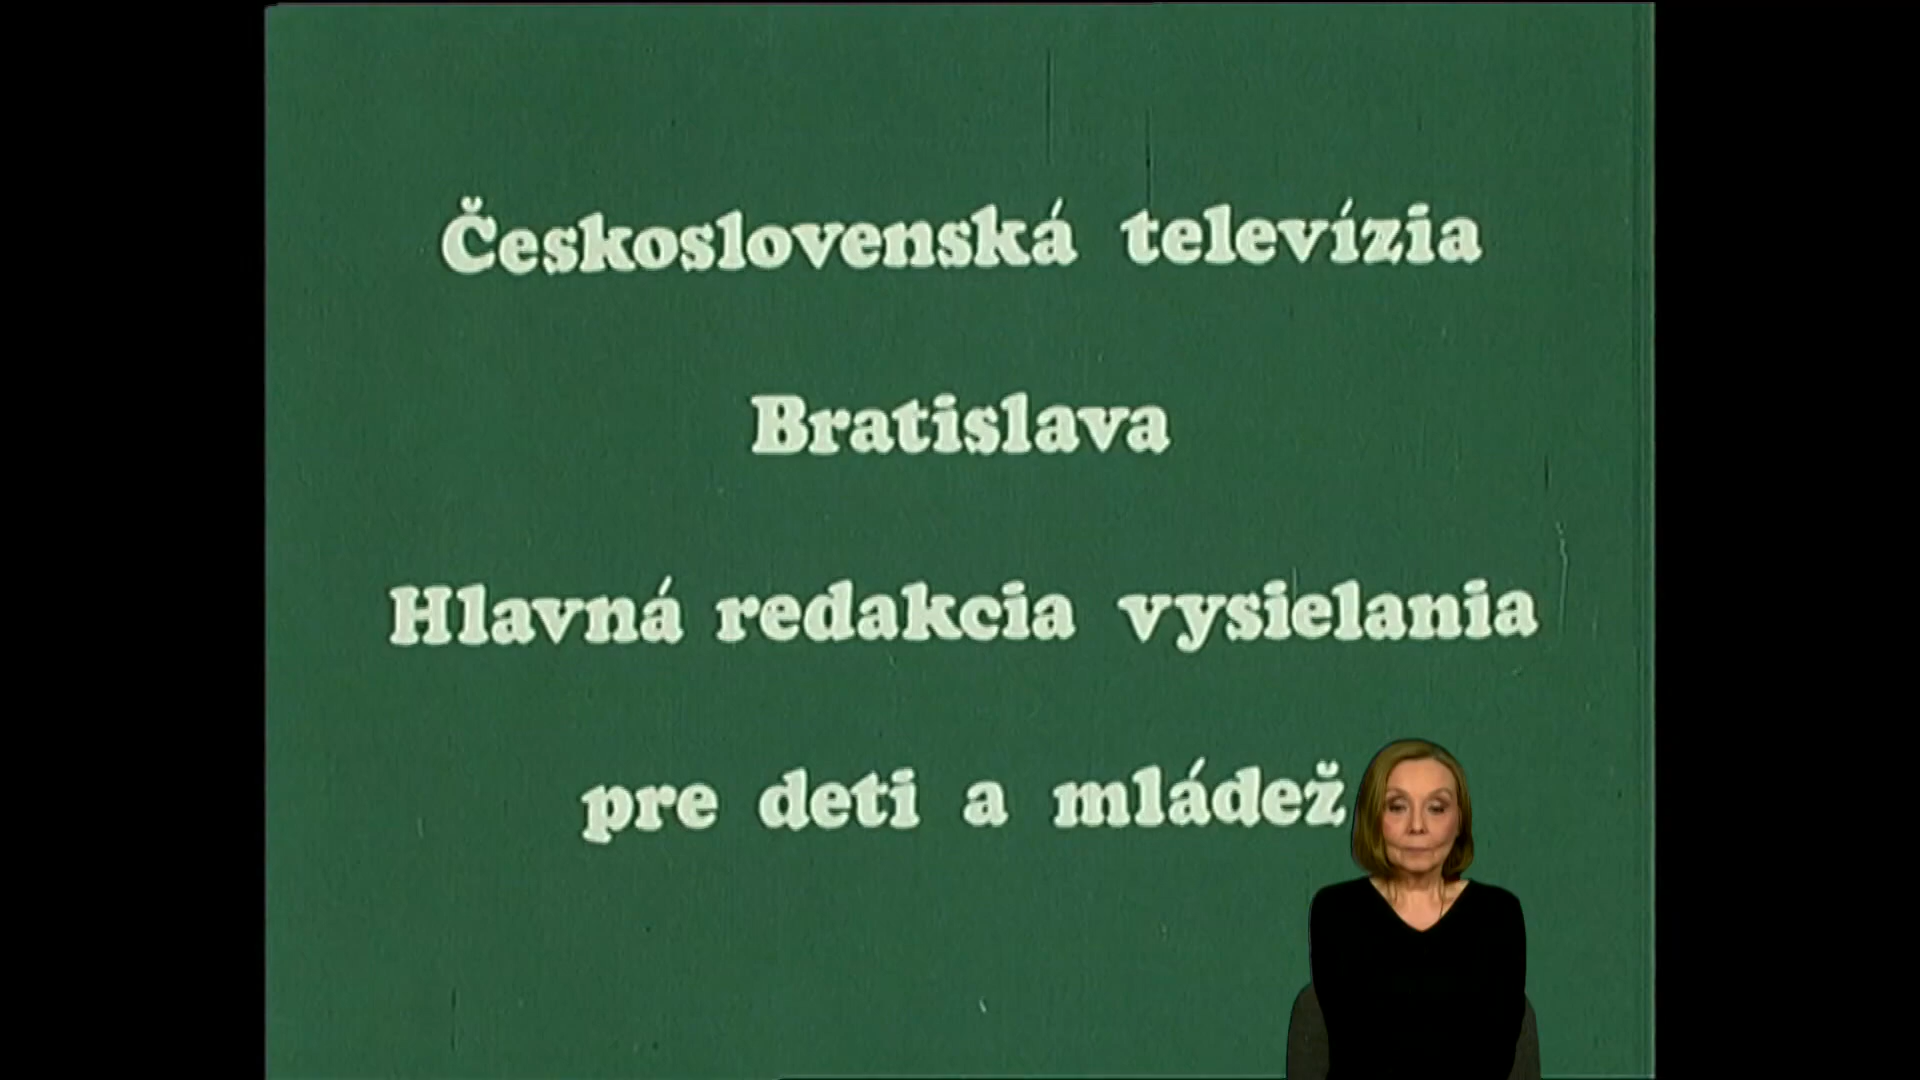 Československá televízia
Bratislava
Hlavná redakcia vysielania
pre deti a mládež